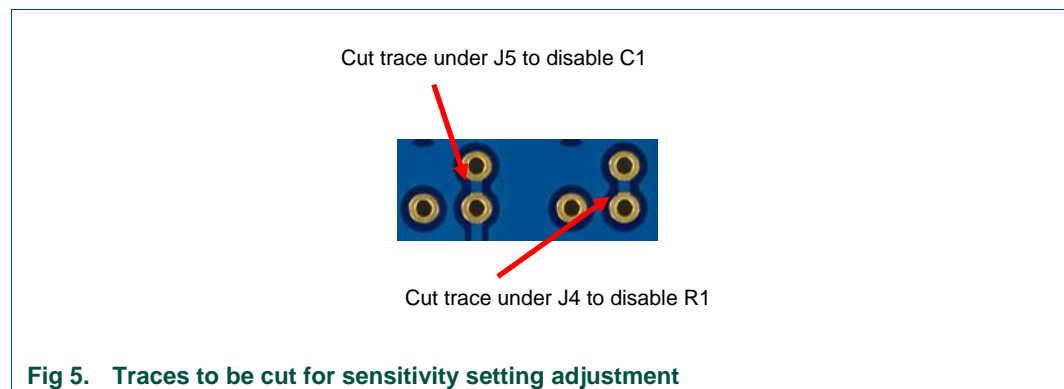 Cut trace under J5 to disable C1
Cut trace under J4 to disable R1
Fig 5. Traces to be cut for sensitivity setting adjustment